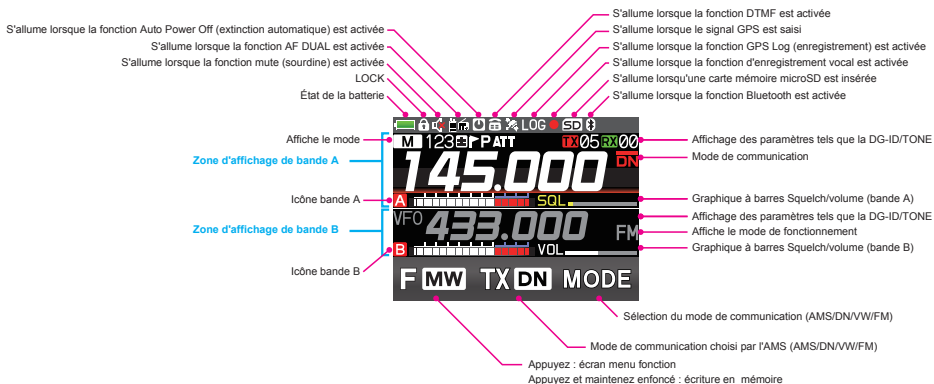 S'allume lorsque la fonction Auto Power Off (extinction automatique) est activée
S'allume lorsque la fonction AF DUAL est activée
S'allume lorsque la fonction mute (sourdine) est activée
LOCK
État de la batterie
S'allume lorsque la fonction DTMF est activée
S'allume lorsque le signal GPS est saisi
S'allume lorsque la fonction GPS Log (enregistrement) est activée
S'allume lorsque la fonction d'enregistrement vocal est activée
S'allume lorsqu'une carte mémoire microSD est insérée
S'allume lorsque la fonction Bluetooth est activée
Affiche le mode
Zone d'affichage de bande A
Icône bande A
Zone d'affichage de bande B
Icône bande B
LOG SD
M 123 P ATT TX 05 RX 00
145.000 DN
A SQL
VFO 433.000 FM
B VOL
F MW TX DN MODE
Affichage des paramètres tels que la DG-ID/TONE
Mode de communication
Graphique à barres Squelch/volume (bande A)
Affichage des paramètres tels que la DG-ID/TONE
Affiche le mode de fonctionnement
Graphique à barres Squelch/volume (bande B)
Sélection du mode de communication (AMS/DN/VW/FM)
Mode de communication choisi par l'AMS (AMS/DN/VW/FM)
Appuyez : écran menu fonction
Appuyez et maintenez enfoncé : écriture en mémoire